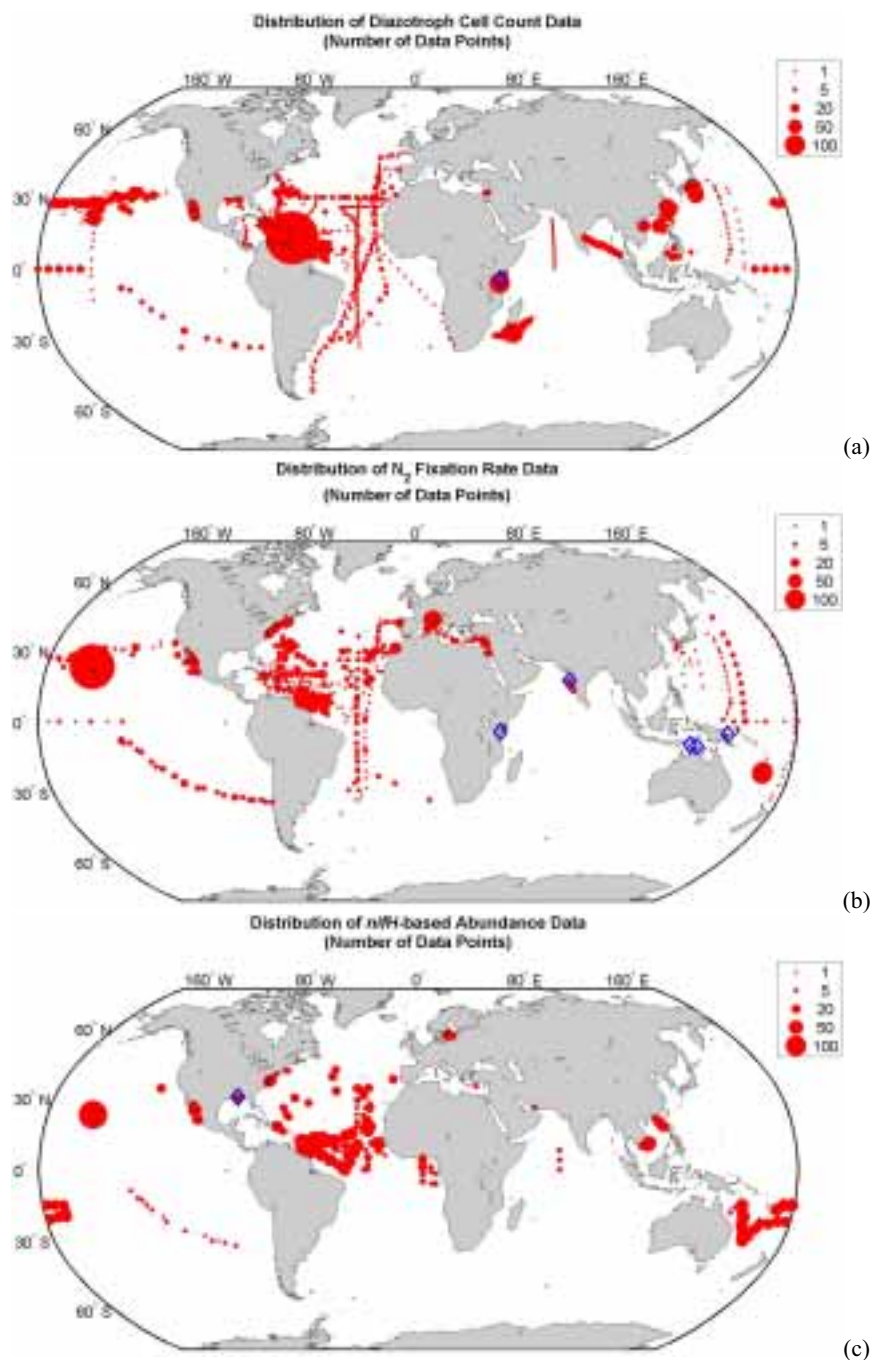 Distribution of Diazotroph Cell Count Data
(Number of Data Points)
160° W 80° W 0° 80° E 160° E
1
5
20
50
100
60° N
30° N
0°
30° S
60° S
(a)
Distribution of N2 Fixation Rate Data
(Number of Data Points)
160° W 80° W 0° 80° E 160° E
1
5
20
50
100
60° N
30° N
0°
30° S
60° S
(b)
Distribution of nifH-based Abundance Data
(Number of Data Points)
160° W 80° W 0° 80° E 160° E
1
5
20
50
100
60° N
30° N
0°
30° S
60° S
(c)